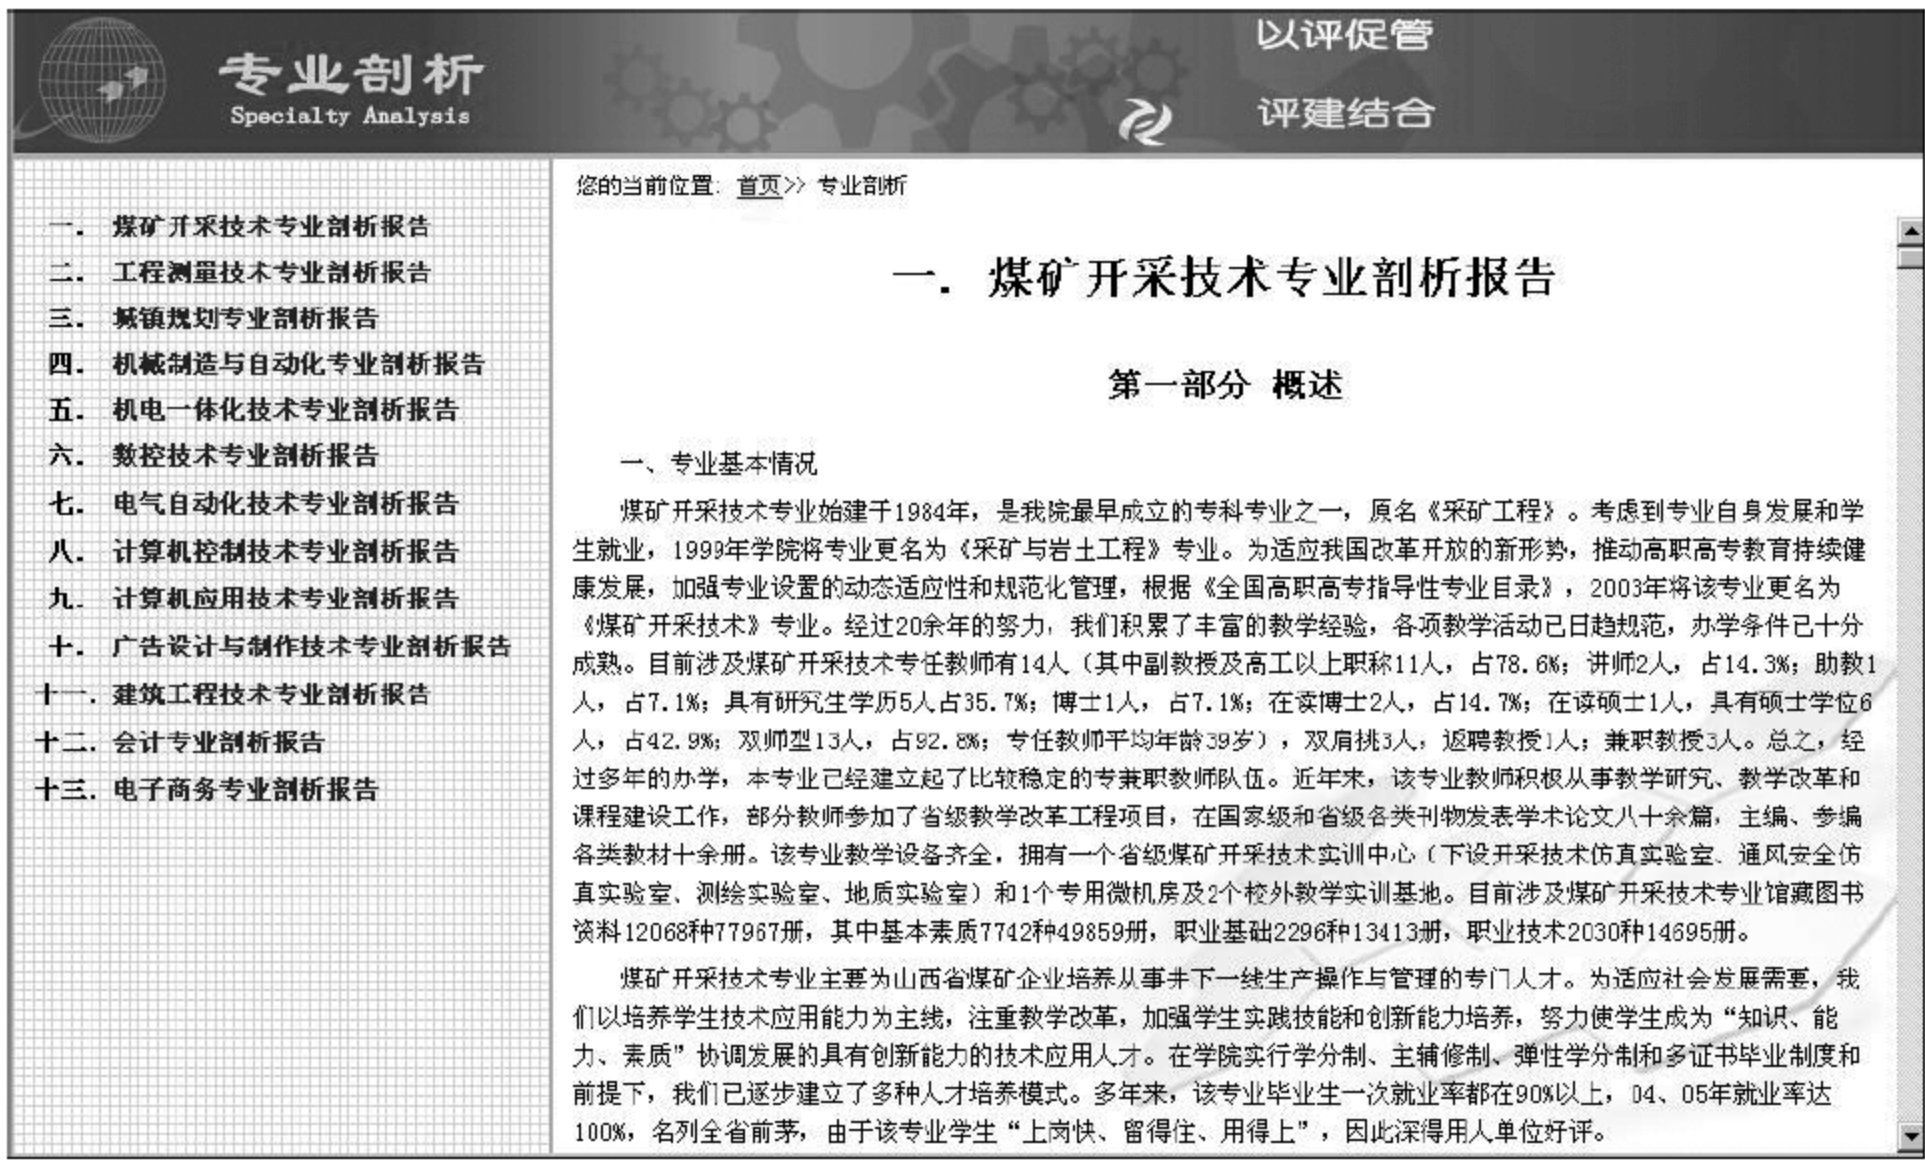 专业剖析
Specialty Analysis
以评促管
评建结合
一. 煤矿开采技术专业剖析报告
二. 工程测量技术专业剖析报告
三. 城镇规划专业剖析报告
四. 机械制造与自动化专业剖析报告
五. 机电一体化技术专业剖析报告
六. 数控技术专业剖析报告
七. 电气自动化技术专业剖析报告
八. 计算机控制技术专业剖析报告
九. 计算机应用技术专业剖析报告
十. 广告设计与制作技术专业剖析报告
十一. 建筑工程技术专业剖析报告
十二. 会计专业剖析报告
十三. 电子商务专业剖析报告
您的当前位置: 首页>> 专业剖析
一. 煤矿开采技术专业剖析报告
第一部分 概述
一、专业基本情况
煤矿开采技术专业始建于1984年，是我院最早成立的专科专业之一，原名《采矿工程》。考虑到专业自身发展和学
生就业，1999年学院将专业更名为《采矿与岩土工程》专业。为适应我国改革开放的新形势，推动高职高专教育持续健
康发展，加强专业设置的动态适应性和规范化管理，根据《全国高职高专指导性专业目录》，2003年将该专业更名为
《煤矿开采技术》专业。经过20余年的努力，我们积累了丰富的教学经验，各项教学活动已日趋规范，办学条件已十分
成熟。目前涉及煤矿开采技术专任教师有14人（其中副教授及高工以上职称11人，占78.6%；讲师2人，占14.3%；助教1
人，占7.1%；具有研究生学历5人占35.7%；博士1人，占7.1%；在读博士2人，占14.7%；在读硕士1人，具有硕士学位6
人，占42.9%；双师型13人，占92.8%；专任教师平均年龄39岁），双肩挑3人，返聘教授1人；兼职教授3人。总之，经
过多年的办学，本专业已经建立起了比较稳定的专兼职教师队伍。近年来，该专业教师积极从事教学研究、教学改革和
课程建设工作，部分教师参加了省级教学改革工程项目，在国家级和省级各类刊物发表学术论文八十余篇，主编、参编
各类教材十余册。该专业教学设备齐全，拥有一个省级煤矿开采技术实训中心（下设开采技术仿真实验室、通风安全仿
真实验室、测绘实验室、地质实验室）和1个专用微机房及2个校外教学实训基地。目前涉及煤矿开采技术专业馆藏图书
资料12068种77967册，其中基本素质7742种49859册，职业基础2296种13413册，职业技术2030种14695册。
煤矿开采技术专业主要为山西省煤矿企业培养从事井下一线生产操作与管理的专门人才。为适应社会发展需要，我
们以培养学生技术应用能力为主线，注重教学改革，加强学生实践技能和创新能力培养，努力使学生成为“知识、能
力、素质”协调发展的具有创新能力的技术应用人才。在学院实行学分制、主辅修制、弹性学分制和多证书毕业制度和
前提下，我们已逐步建立了多种人才培养模式。多年来，该专业毕业生一次就业率都在90%以上，04、05年就业率达
100%，名列全省前茅，由于该专业学生“上岗快、留得住、用得上”，因此深得用人单位好评。